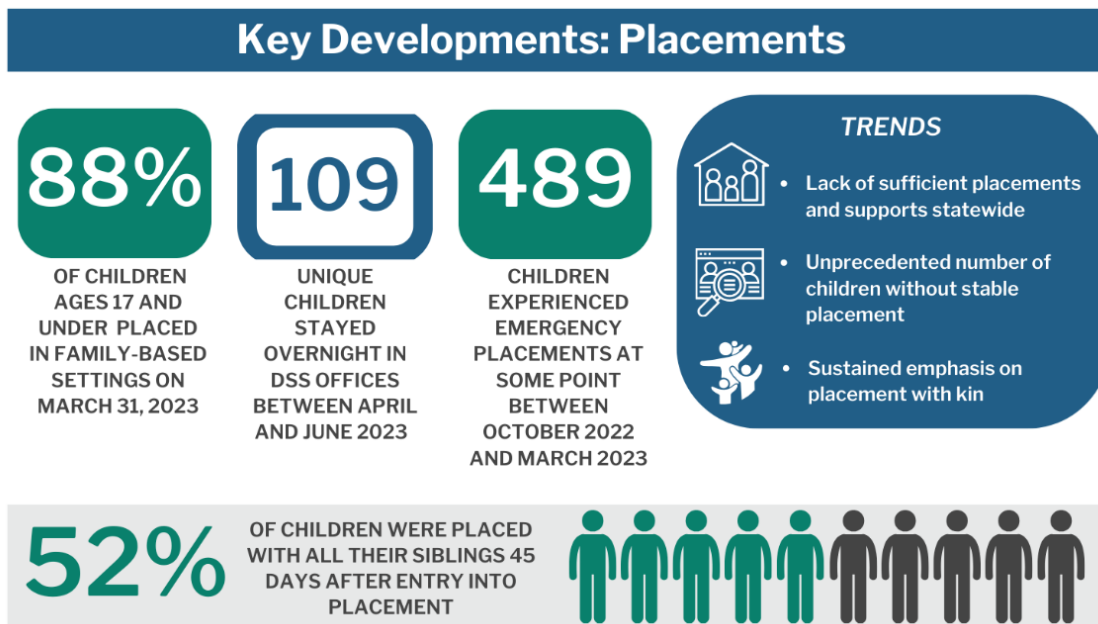 Key Developments: Placements
88%
OF CHILDREN
AGES 17 AND
UNDER PLACED
IN FAMILY-BASED
SETTINGS ON
MARCH 31, 2023
109
UNIQUE
CHILDREN
STAYED
OVERNIGHT IN
DSS OFFICES
BETWEEN APRIL
AND JUNE 2023
489
CHILDREN
EXPERIENCED
EMERGENCY
PLACEMENTS AT
SOME POINT
BETWEEN
OCTOBER 2022
AND MARCH 2023
TRENDS
• Lack of sufficient placements
and supports statewide
• Unprecedented number of
children without stable
placement
• Sustained emphasis on
placement with kin
52%
OF CHILDREN WERE PLACED
WITH ALL THEIR SIBLINGS 45
DAYS AFTER ENTRY INTO
PLACEMENT